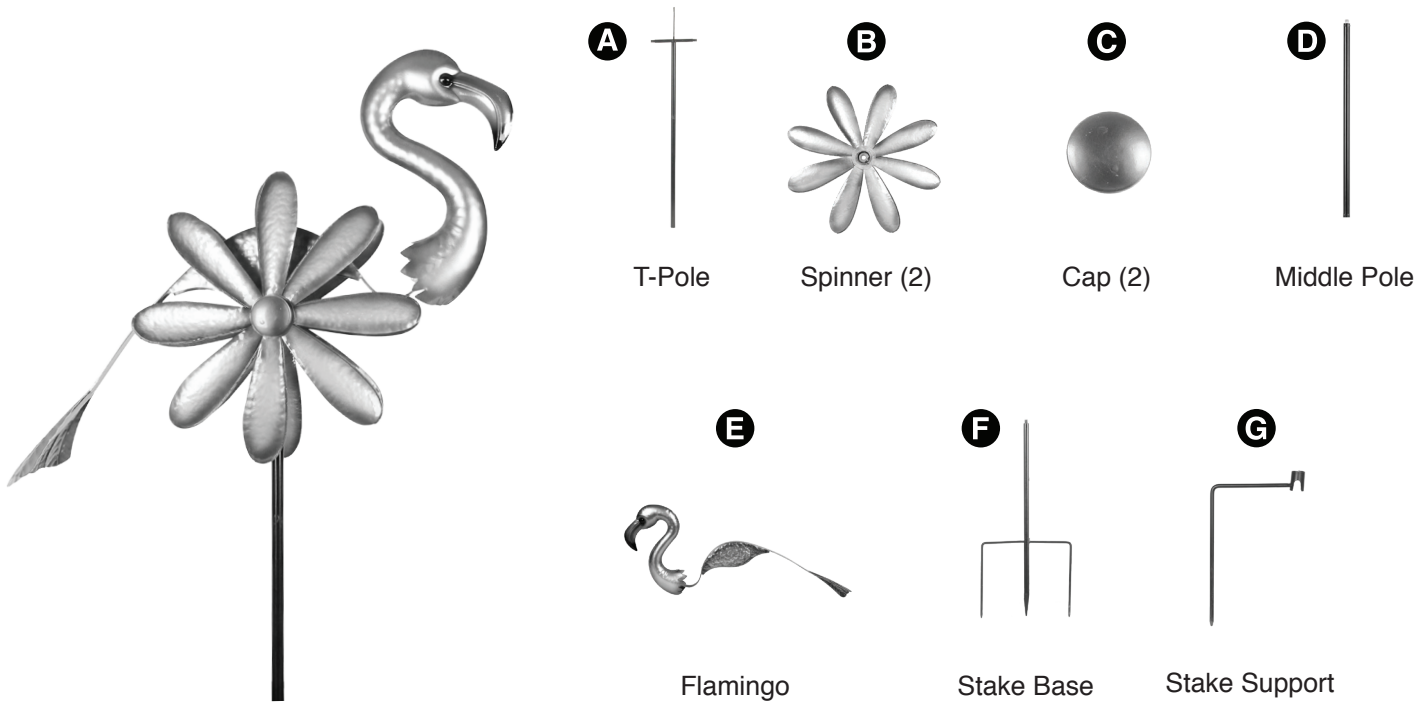 A
B
C
D
T-Pole
Spinner (2)
Cap (2)
Middle Pole
E
F
G
Flamingo
Stake Base
Stake Support